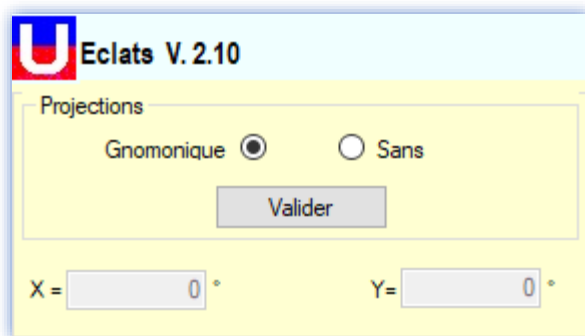 U Eclats V. 2.10
Projections
Gnomonique Sans
Valider
X = 0 ° Y= 0 °